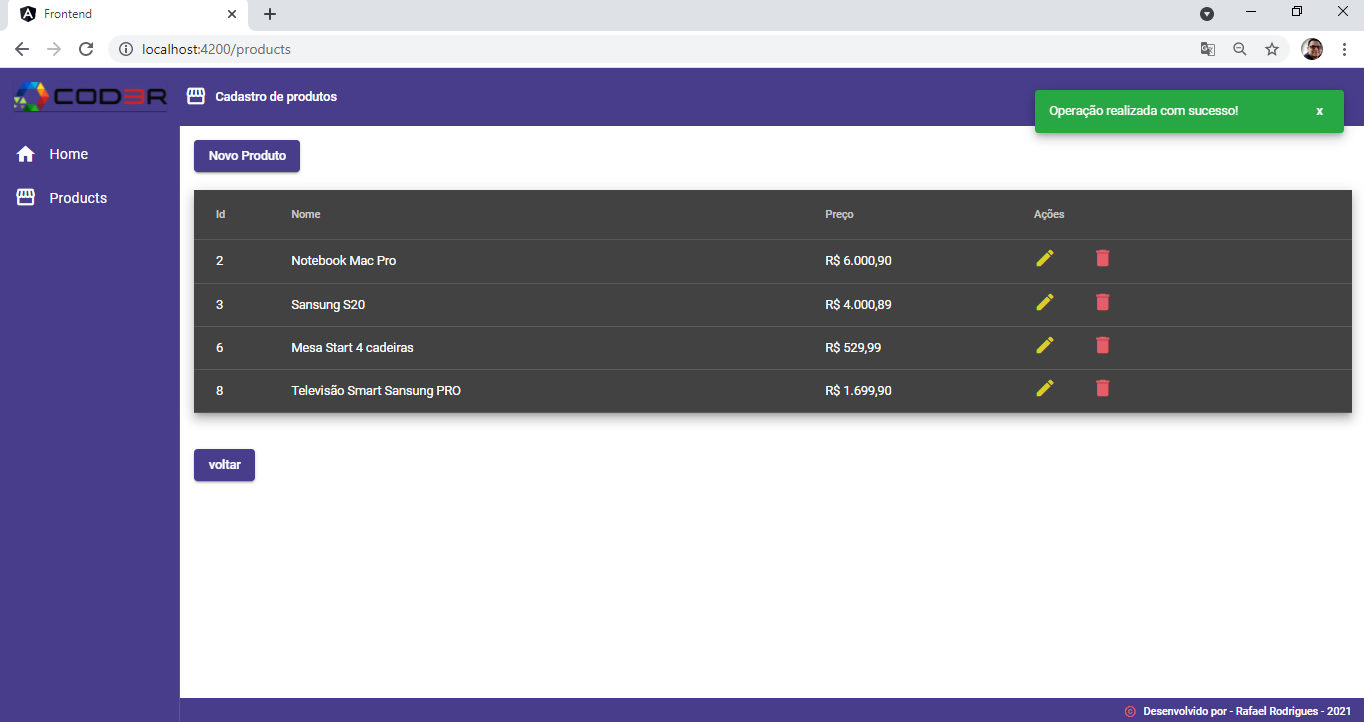 Frontend
localhost:4200/products
COD3R
Cadastro de produtos
Operação realizada com sucesso! x
Home
Products
Novo Produto
Id Nome Preço Ações
2 Notebook Mac Pro R$ 6.000,90
3 Sansung S20 R$ 4.000,89
6 Mesa Start 4 cadeiras R$ 529,99
8 Televisão Smart Sansung PRO R$ 1.699,90
voltar
© Desenvolvido por - Rafael Rodrigues - 2021